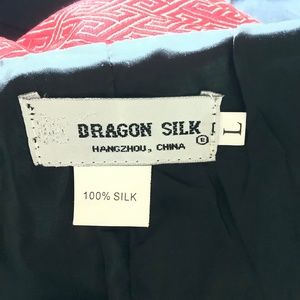 DRAGON SILK
HANGZHOU, CHINA
L
100% SILK